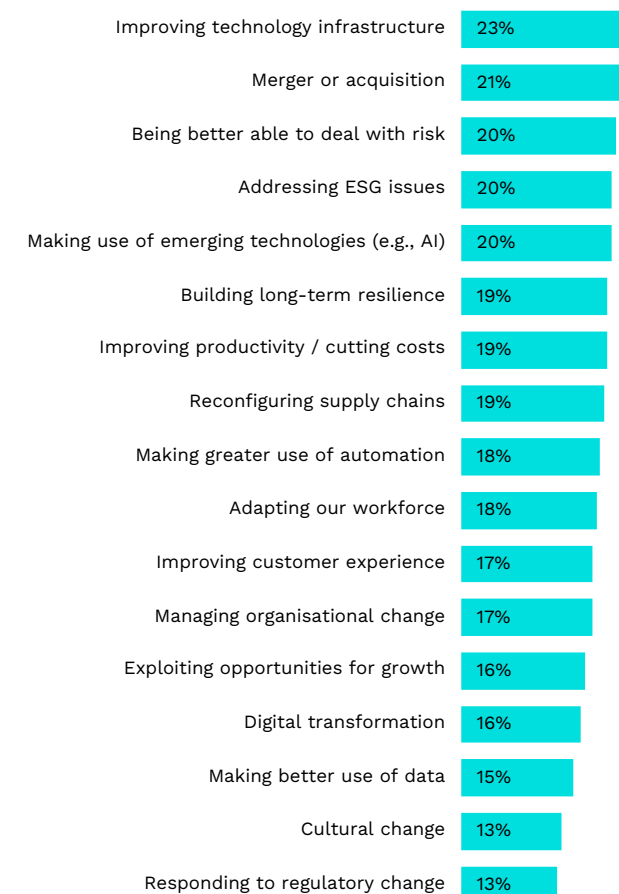 Improving technology infrastructure 23%
Merger or acquisition 21%
Being better able to deal with risk 20%
Addressing ESG issues 20%
Making use of emerging technologies (e.g., AI) 20%
Building long-term resilience 19%
Improving productivity / cutting costs 19%
Reconfiguring supply chains 19%
Making greater use of automation 18%
Adapting our workforce 18%
Improving customer experience 17%
Managing organisational change 17%
Exploiting opportunities for growth 16%
Digital transformation 16%
Making better use of data 15%
Cultural change 13%
Responding to regulatory change 13%